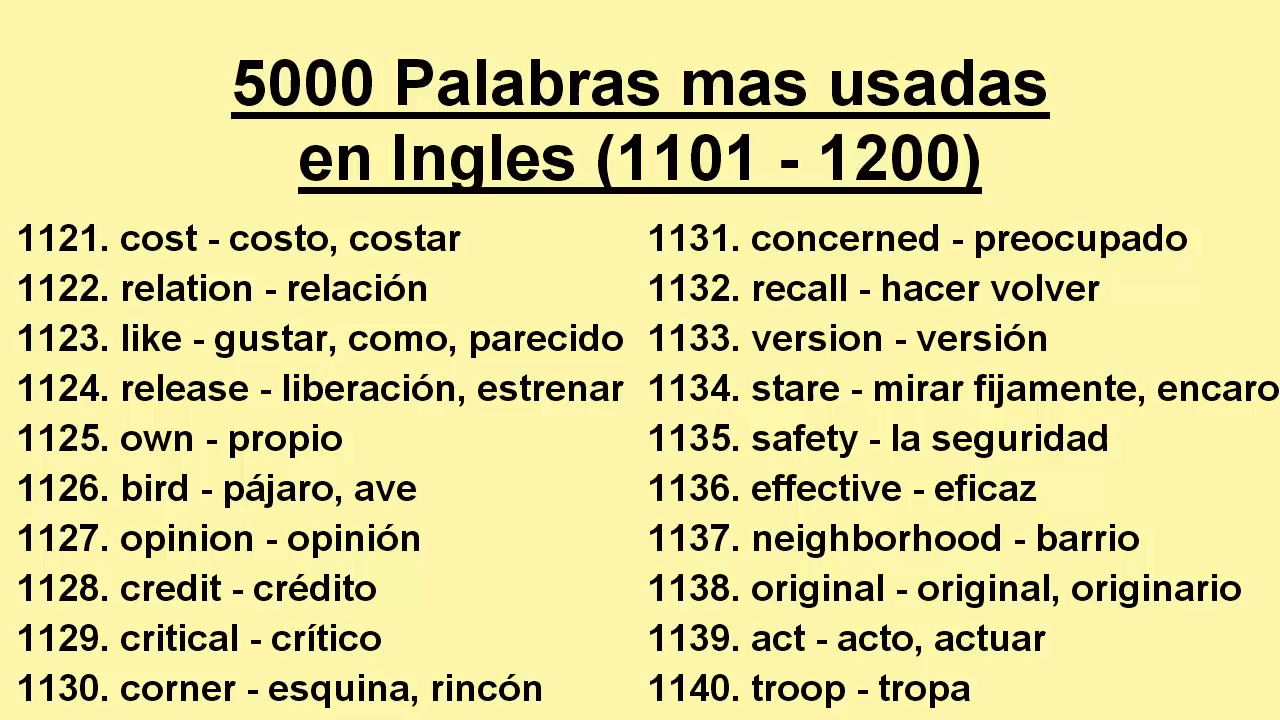 5000 Palabras mas usadas
en Ingles (1101 - 1200)
1121. cost - costo, costar
1122. relation - relación
1123. like - gustar, como, parecido
1124. release - liberación, estrenar
1125. own - propio
1126. bird - pájaro, ave
1127. opinion - opinión
1128. credit - crédito
1129. critical - crítico
1130. corner - esquina, rincón
1131. concerned - preocupado
1132. recall - hacer volver
1133. version - versión
1134. stare - mirar fijamente, encaro
1135. safety - la seguridad
1136. effective - eficaz
1137. neighborhood - barrio
1138. original - original, originario
1139. act - acto, actuar
1140. troop - tropa